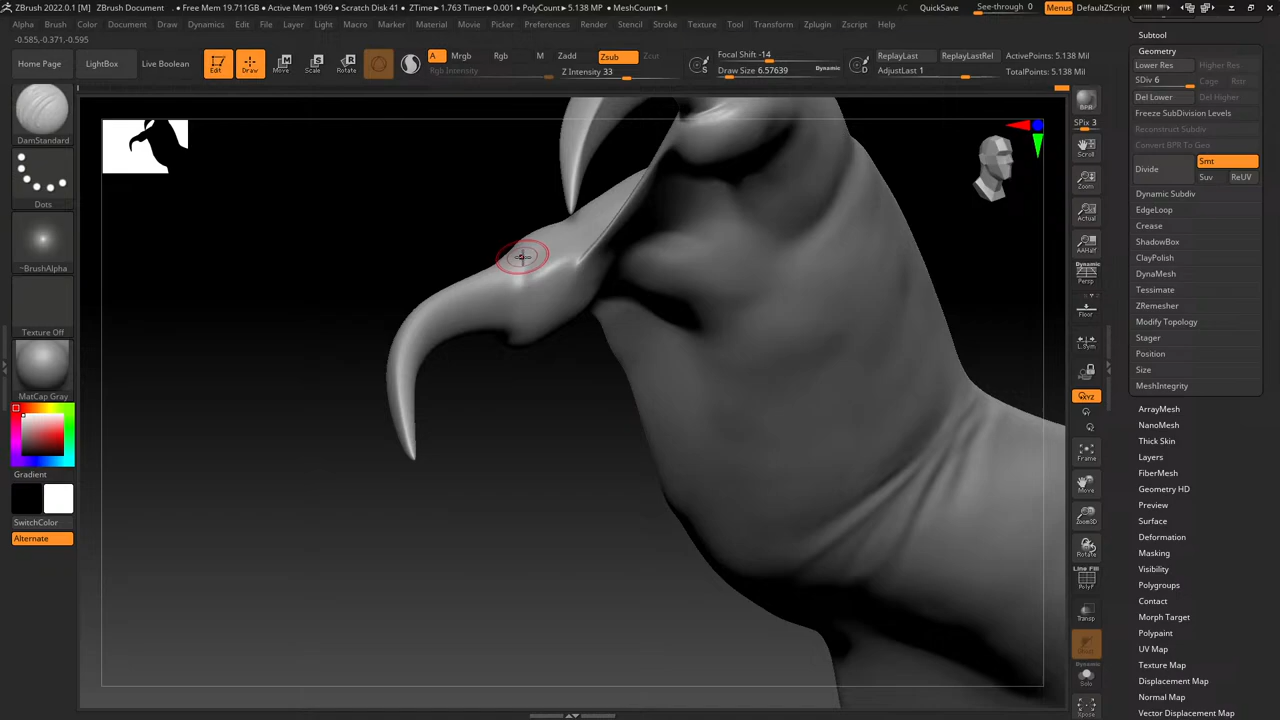 ZBrush 2022.0.1 [M] ZBrush Document . ● Free Mem 19.711GB ● Active Mem 1969 ● Scratch Disk 41 ● ZTime▸1.763 Timer▸0.001 ● PolyCount▸5.138 MP ● MeshCount▸1 AC QuickSave See-through 0 Menus DefaultZScript
Alpha Brush Color Document Draw Dynamics Edit File Layer Light Macro Marker Material Movie Picker Preferences Render Stencil Stroke Texture Tool Transform Zplugin Zscript Help
-0.585,-0.371,-0.595
Home Page
LightBox
Live Boolean
Edit
Draw
Move
Scale
Rotate
A
Mrgb
Rgb
M
Zadd
Zsub
Zcut
Rgb Intensity
Z Intensity 33
S
Focal Shift -14
Draw Size 6.57639
Dynamic
D
ReplayLast
ReplayLastRel
AdjustLast 1
ActivePoints: 5.138 Mil
TotalPoints: 5.138 Mil
DamStandard
Dots
~BrushAlpha
Texture Off
MatCap Gray
Gradient
SwitchColor
Alternate
BPR
SPix 3
Scroll
Zoom
Actual
AAHalf
Dynamic
Persp
Floor
L.Sym
XYZ
Frame
Move
Zoom3D
Rotate
Line Fill
PolyF
Transp
Ghost
Dynamic
Solo
Xpose
Subtool
Geometry
Lower Res
Higher Res
SDiv 6
Cage
Rstr
Del Lower
Del Higher
Freeze SubDivision Levels
Reconstruct Subdiv
Convert BPR To Geo
Divide
Smt
Suv
ReUV
Dynamic Subdiv
EdgeLoop
Crease
ShadowBox
ClayPolish
DynaMesh
Tessimate
ZRemesher
Modify Topology
Stager
Position
Size
MeshIntegrity
ArrayMesh
NanoMesh
Thick Skin
Layers
FiberMesh
Geometry HD
Preview
Surface
Deformation
Masking
Visibility
Polygroups
Contact
Morph Target
Polypaint
UV Map
Texture Map
Displacement Map
Normal Map
Vector Displacement Map